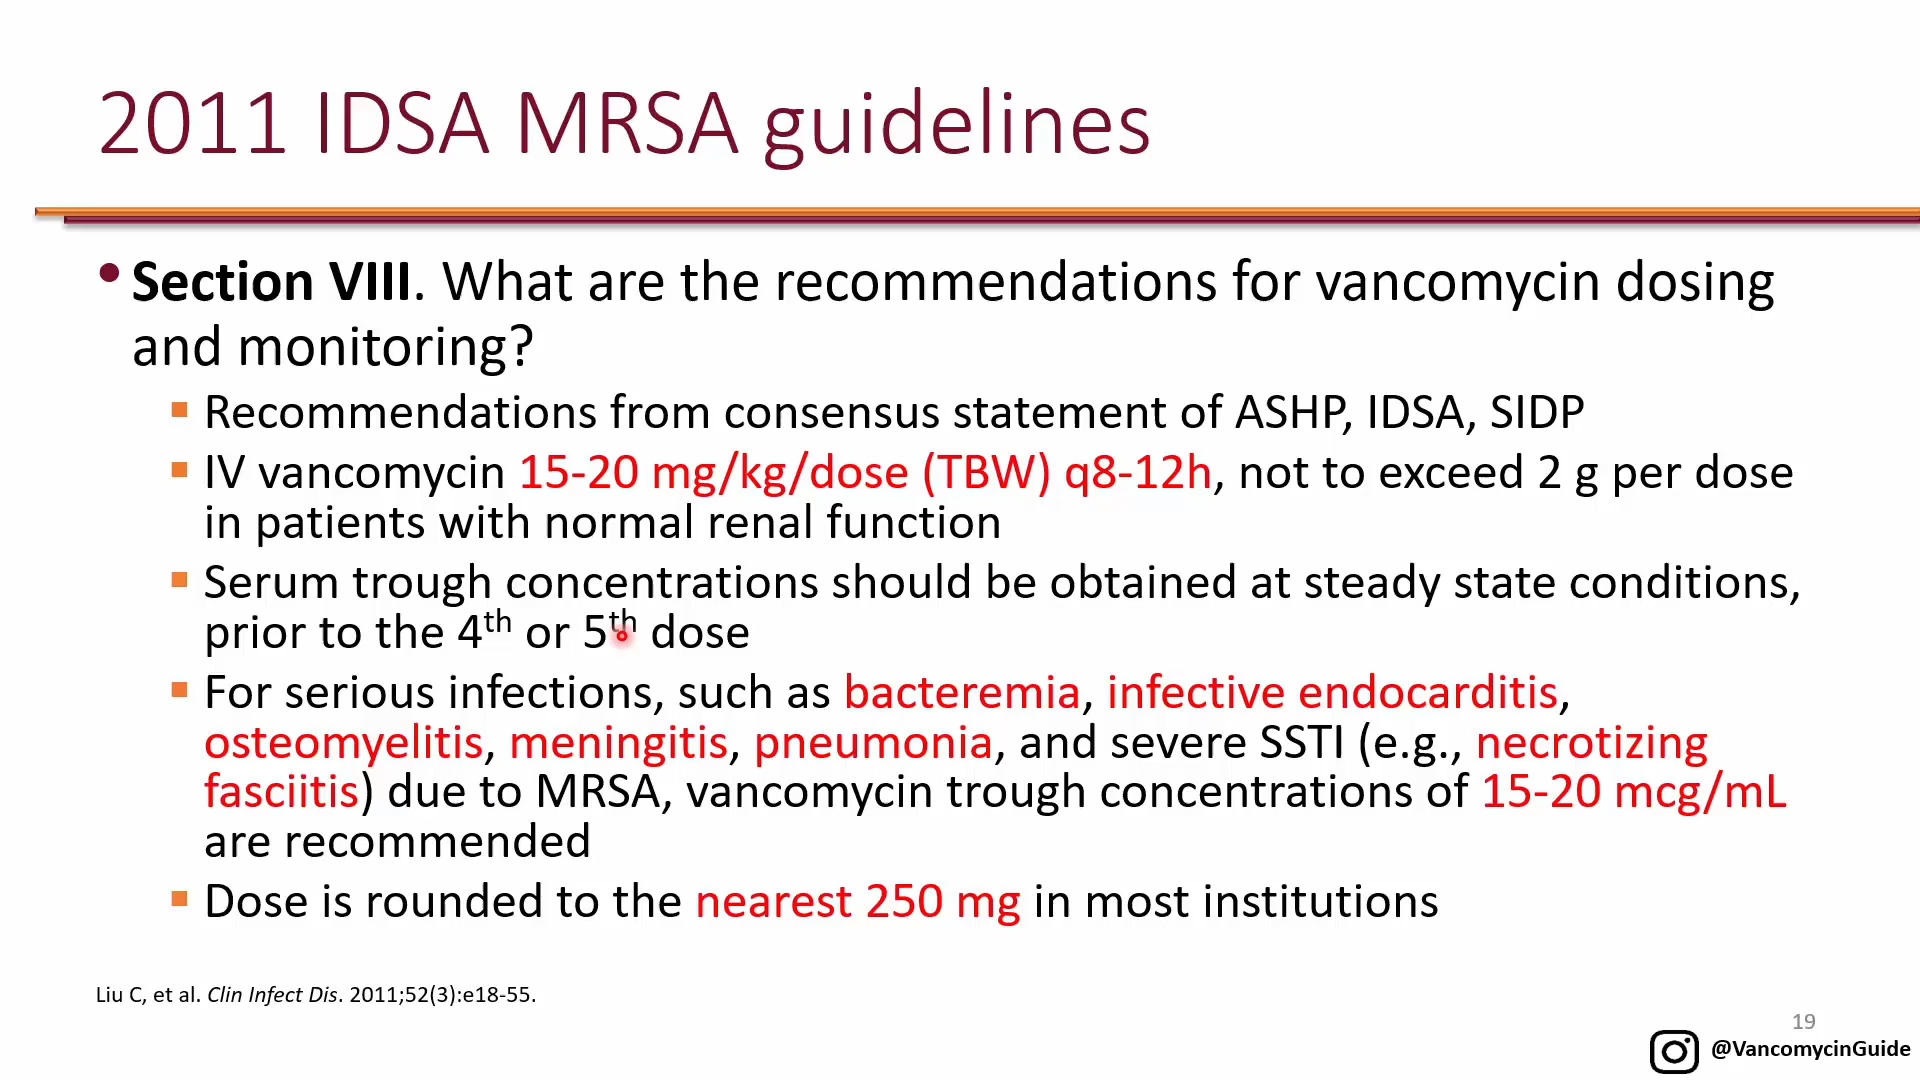 2011 IDSA MRSA guidelines
• Section VIII. What are the recommendations for vancomycin dosing
and monitoring?
▪ Recommendations from consensus statement of ASHP, IDSA, SIDP
▪ IV vancomycin 15-20 mg/kg/dose (TBW) q8-12h, not to exceed 2 g per dose
in patients with normal renal function
▪ Serum trough concentrations should be obtained at steady state conditions,
prior to the 4th or 5th dose
▪ For serious infections, such as bacteremia, infective endocarditis,
osteomyelitis, meningitis, pneumonia, and severe SSTI (e.g., necrotizing
fasciitis) due to MRSA, vancomycin trough concentrations of 15-20 mcg/mL
are recommended
▪ Dose is rounded to the nearest 250 mg in most institutions
Liu C, et al. Clin Infect Dis. 2011;52(3):e18-55.
19
@VancomycinGuide